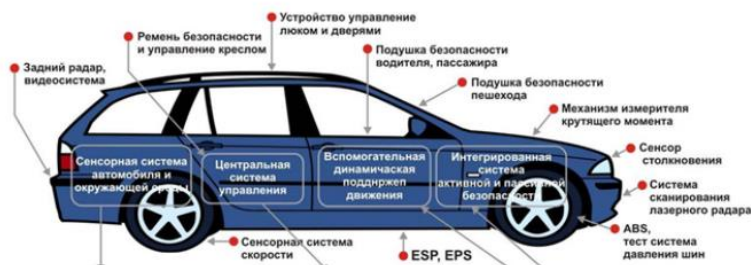 Устройство управление
люком и дверями
Ремень безопасности
и управление креслом
Подушка безопасности
водителя, пассажира
Задний радар,
видеосистема
Подушка безопасности
пешехода
Механизм измерителя
крутящего момента
Сенсор
столкновения
Сенсорная система
автомобиля и
окружающей среды
Центральная
система
управления
Вспомогательная
динамичаская
подднржеп
движения
Интегрированная
система
активной и пассивной
безопасност
Система
сканирования
лазерного радара
ABS,
тест система
давления шин
Сенсорная система
скорости
ESP, EPS